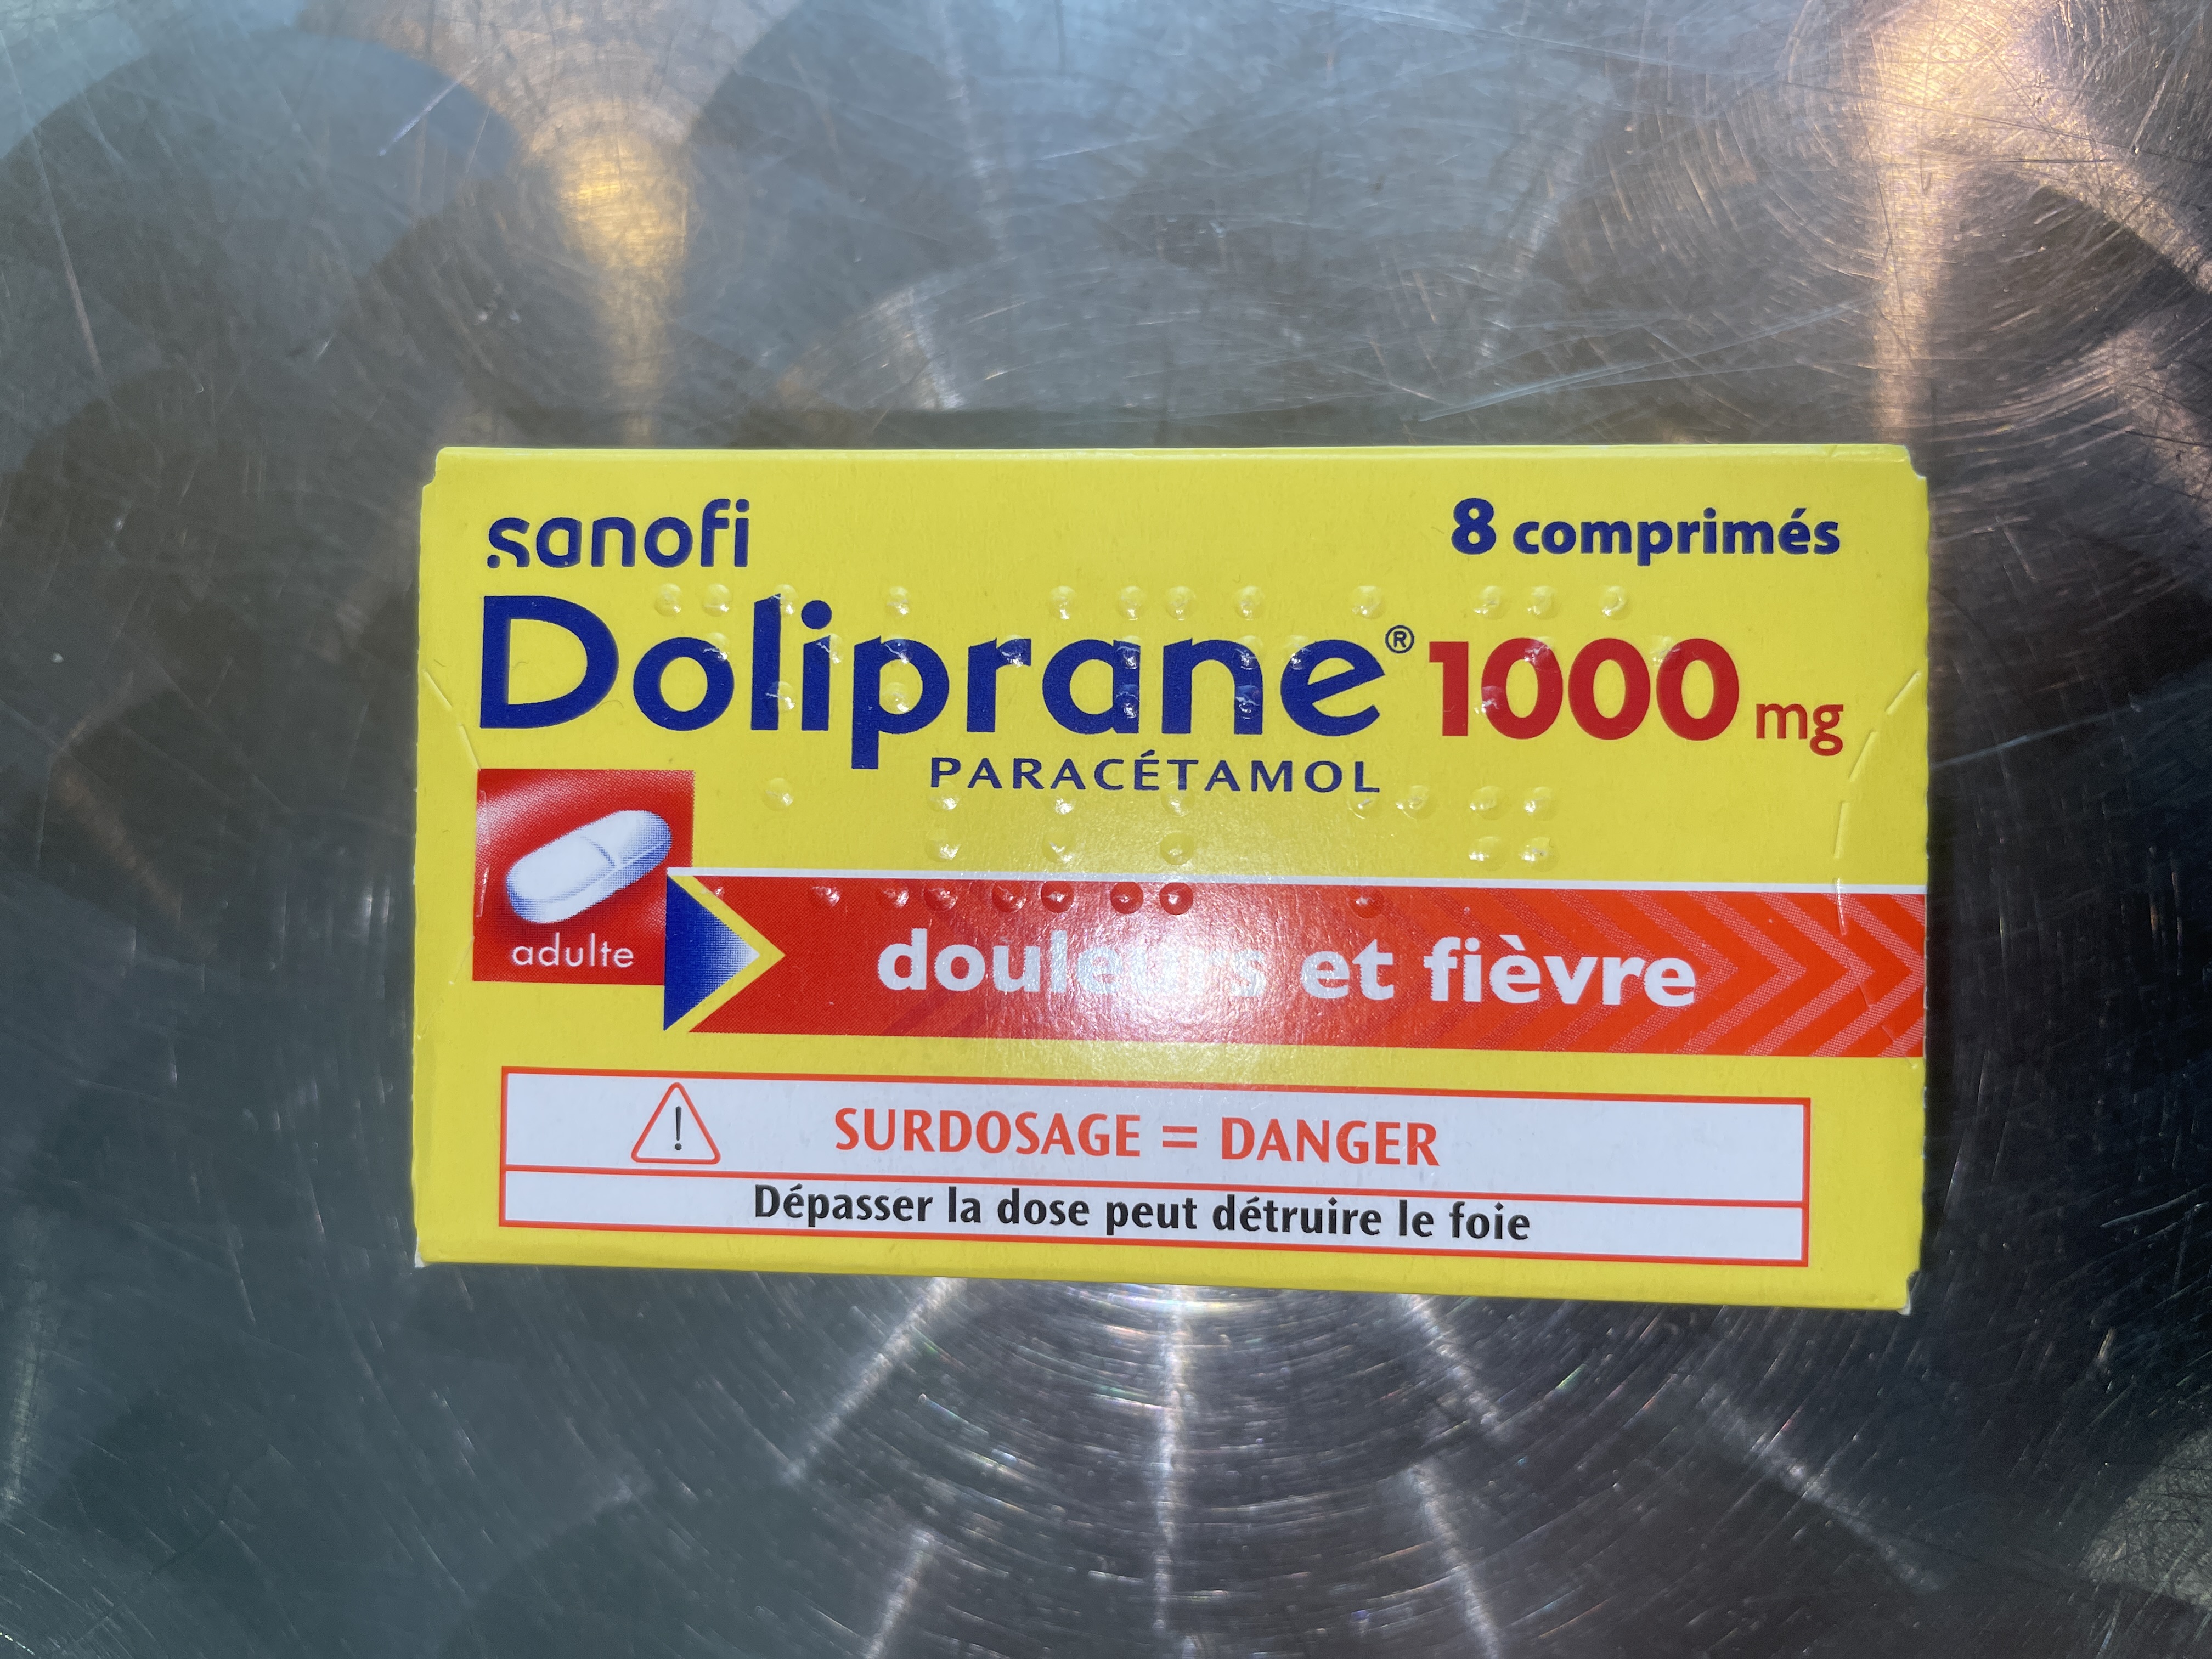 sanofi
8 comprimés
Doliprane® 1000 mg
PARACÉTAMOL
adulte
douleurs et fièvre
!
SURDOSAGE = DANGER
Dépasser la dose peut détruire le foie